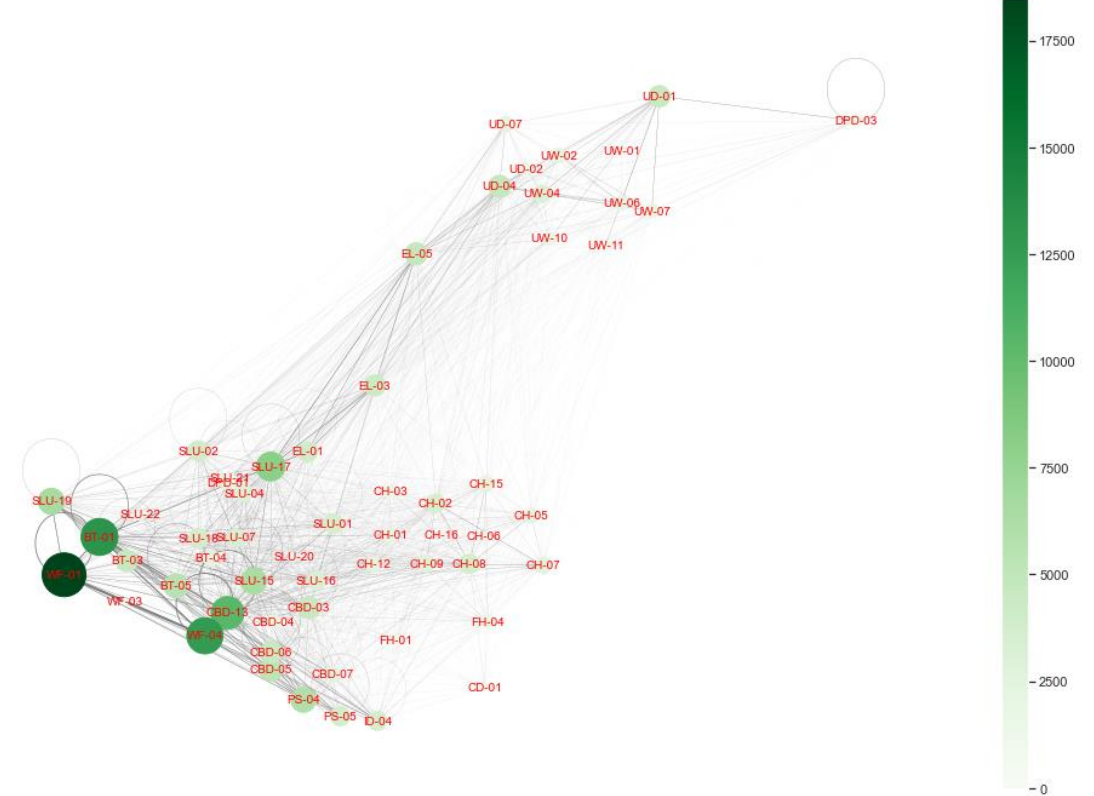 17500
UD-01
DPD-03
UD-07
UW-01
UW-02
15000
UD-02
UD-04
UW-04
UW-06
UW-07
UW-10
UW-11
EL-05
12500
10000
EL-03
SLU-02
EL-01
SLU-17
7500
SLU-21
DPD-01
CH-15
SLU-04
CH-03
SLU-19
CH-02
SLU-22
CH-05
SLU-01
BT-01
SLU-18
SLU-07
CH-01
CH-16
CH-06
BT-03
BT-04
SLU-20
CH-12
CH-09
CH-08
CH-07
WF-01
5000
BT-05
SLU-15
SLU-16
WF-03
CBD-13
CBD-03
CBD-04
FH-04
WF-04
FH-01
CBD-06
CBD-05
CBD-07
2500
CD-01
PS-04
PS-05
ID-04
0